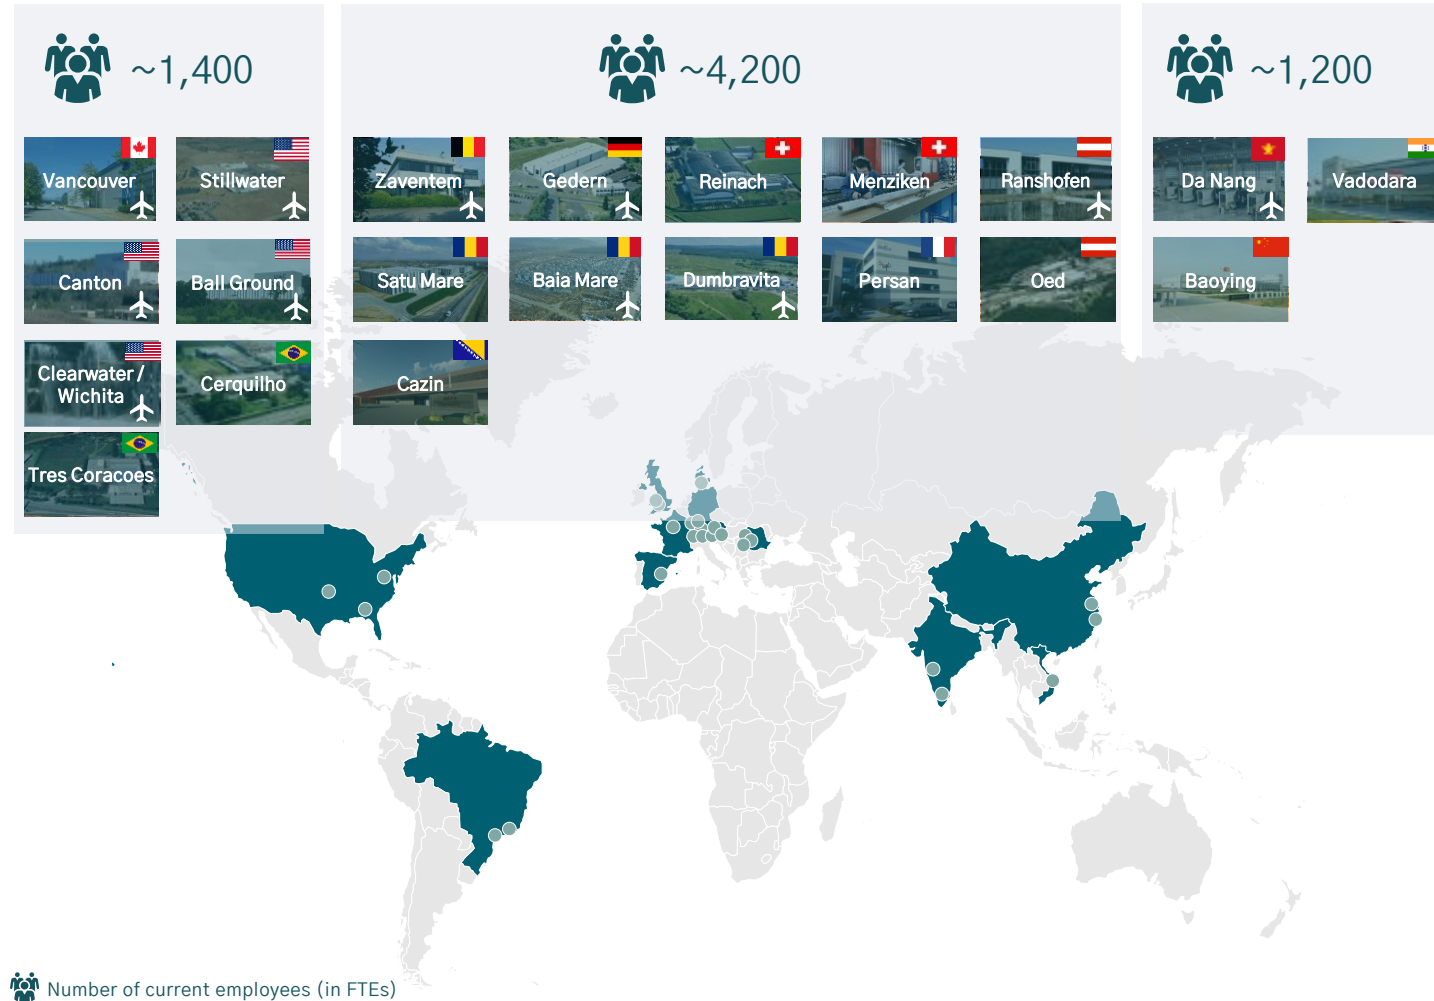 ~1,400
~4,200
~1,200
Vancouver
Stillwater
Zaventem
Gedern
Reinach
Menziken
Ranshofen
Da Nang
Vadodara
Canton
Ball Ground
Satu Mare
Baia Mare
Dumbravita
Persan
Oed
Baoying
Clearwater /
Wichita
Cerquilho
Cazin
Tres Coracoes
Number of current employees (in FTEs)